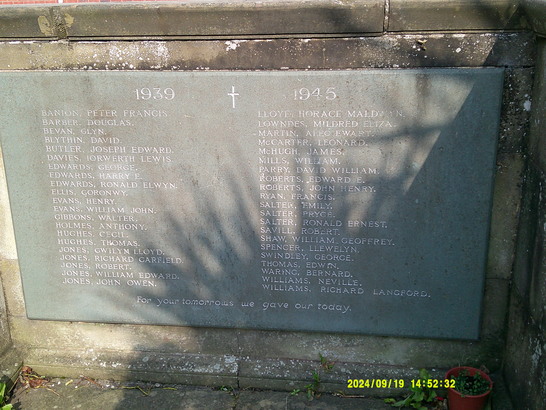 1939 1945
BANION, PETER FRANCIS.
BARBER, DOUGLAS.
BEVAN, GLYN.
BLYTHIN, DAVID.
BUTLER, JOSEPH EDWARD.
DAVIES, IORWERTH LEWIS.
EDWARDS, GEORGE.
EDWARDS, HARRY E.
EDWARDS, RONALD ELWYN.
ELLIS, GORONWY.
EVANS, HENRY.
EVANS, WILLIAM JOHN.
GIBBONS, WALTER.
HOLMES, ANTHONY.
HUGHES, CECIL.
HUGHES, THOMAS.
JONES, GWILYM LLOYD.
JONES, RICHARD GARFIELD.
JONES, ROBERT.
JONES, WILLIAM EDWARD.
JONES, JOHN OWEN.
LLOYD, HORACE
LOWNDES, MILDRED ELIZA.
MARTIN, ALEC EWART.
McCARTER, LEONARD.
McHUGH, JAMES.
MILLS, WILLIAM.
PARRY, DAVID WILLIAM.
ROBERTS, EDWARD E.
ROBERTS, JOHN HENRY.
RYAN, FRANCIS.
SALTER, EMILY.
SALTER, PRYCE.
SALTER, RONALD ERNEST.
SAVILL, ROBERT.
SHAW, WILLIAM GEOFFREY.
SPENCER, LLEWELYN.
SWINDLEY, GEORGE.
THOMAS, EDWIN.
WARING, BERNARD.
WILLIAMS, NEVILLE.
WILLIAMS, RICHARD LANGFORD.
For your tomorrows we gave our today.
2024/09/19 14:52:32